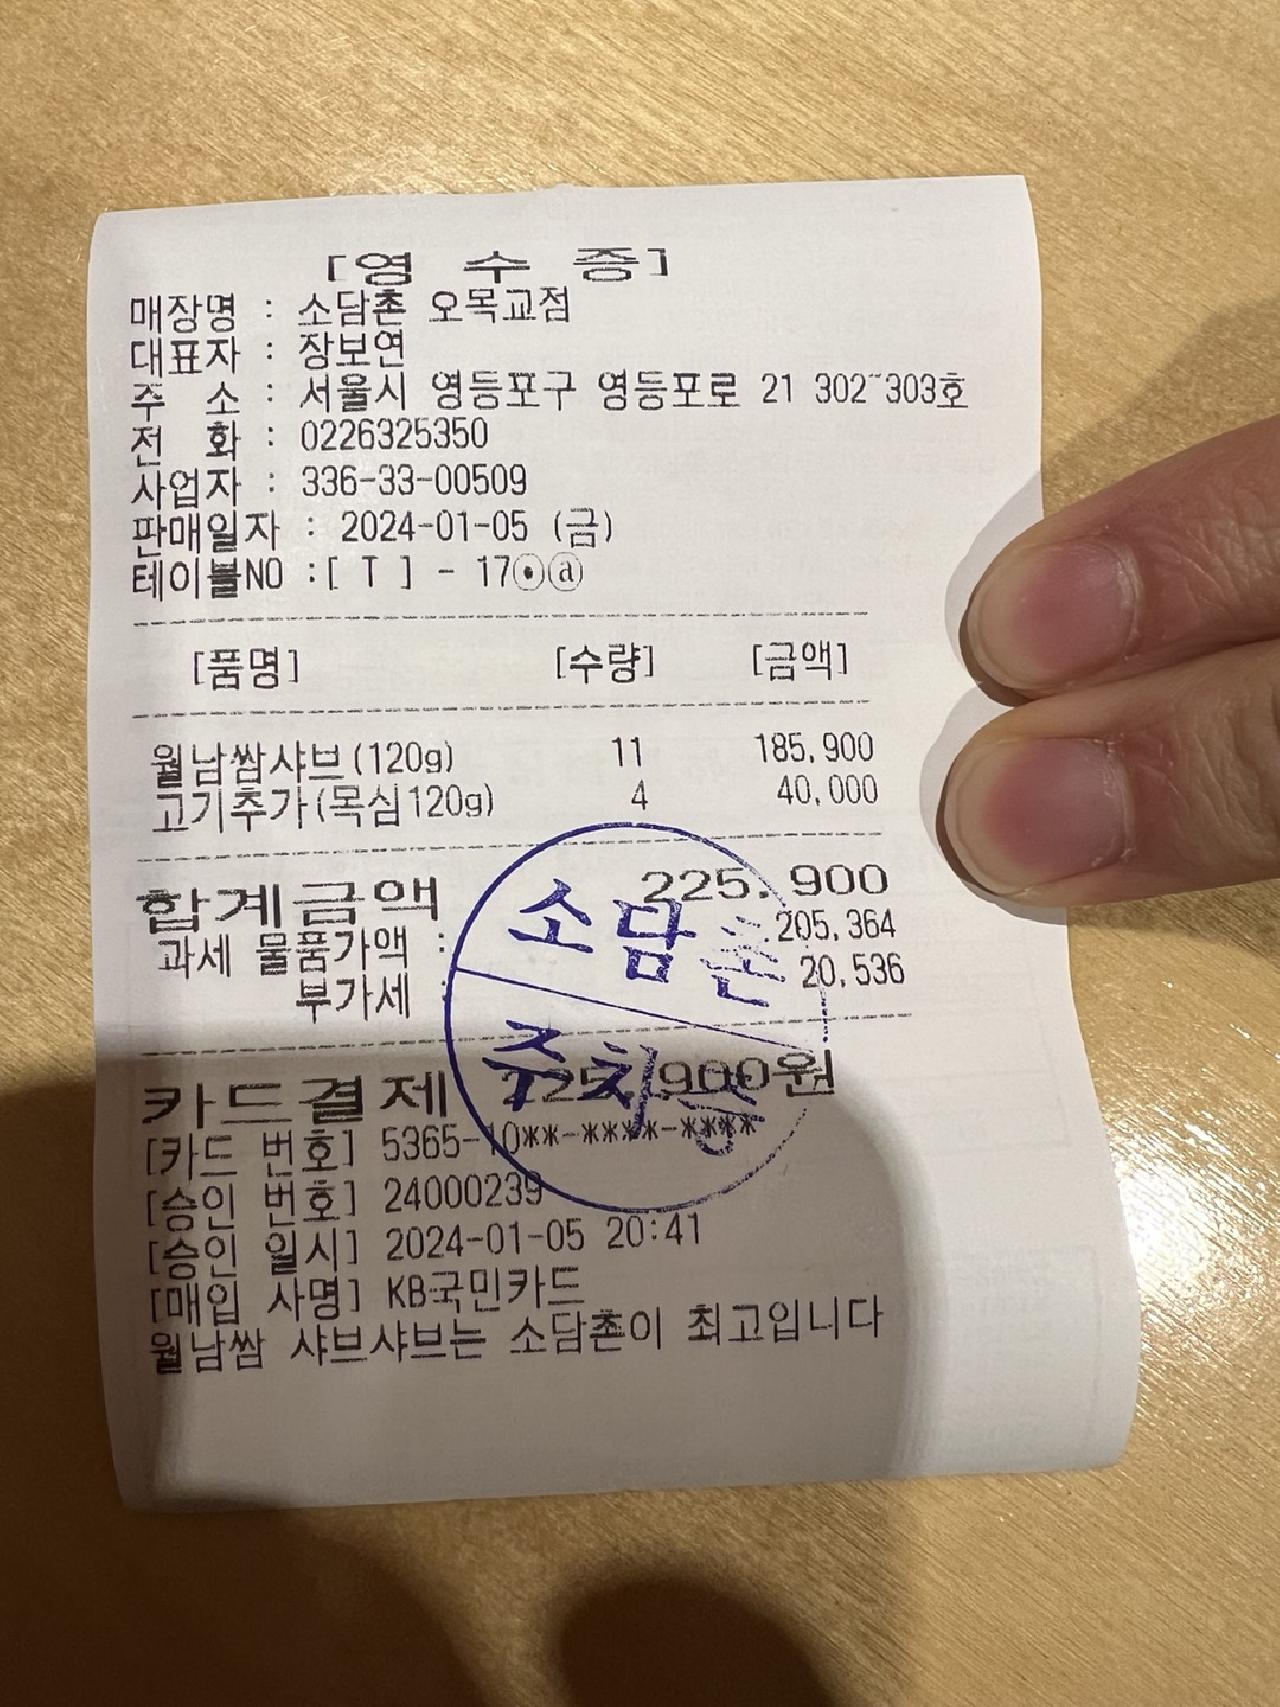 [영 수 증]
매장명 : 소담촌 오목교점
대표자 : 장보연
주 소 : 서울시 영등포구 영등포로 21 302~303호
전 화 : 0226325350
사업자 : 336-33-00509
판매일자 : 2024-01-05 (금)
테이블NO :[ T ] - 17⊙ⓐ
[품명] [수량] [금액]
월남쌈샤브(120g) 11 185,900
고기추가(목심120g) 4 40,000
합계금액 225,900
과세 물품가액 : 205,364
부가세 : 20,536
소담촌
주차증
카드결제 225,900원
[카드 번호] 5365-10**-****-****
[승인 번호] 24000239
[승인 일시] 2024-01-05 20:41
[매입 사명] KB국민카드
월남쌈 샤브샤브는 소담촌이 최고입니다